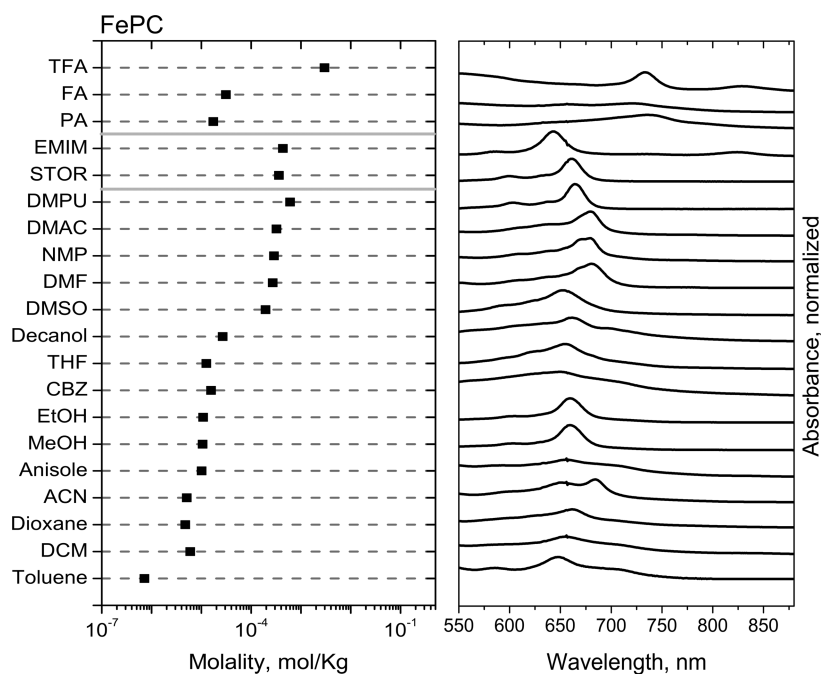 FePC
TFA
FA
PA
EMIM
STOR
DMPU
DMAC
NMP
DMF
DMSO
Decanol
THF
CBZ
EtOH
MeOH
Anisole
ACN
Dioxane
DCM
Toluene
10-7 10-4 10-1
Molality, mol/Kg
550 600 650 700 750 800 850
Wavelength, nm
Absorbance, normalized